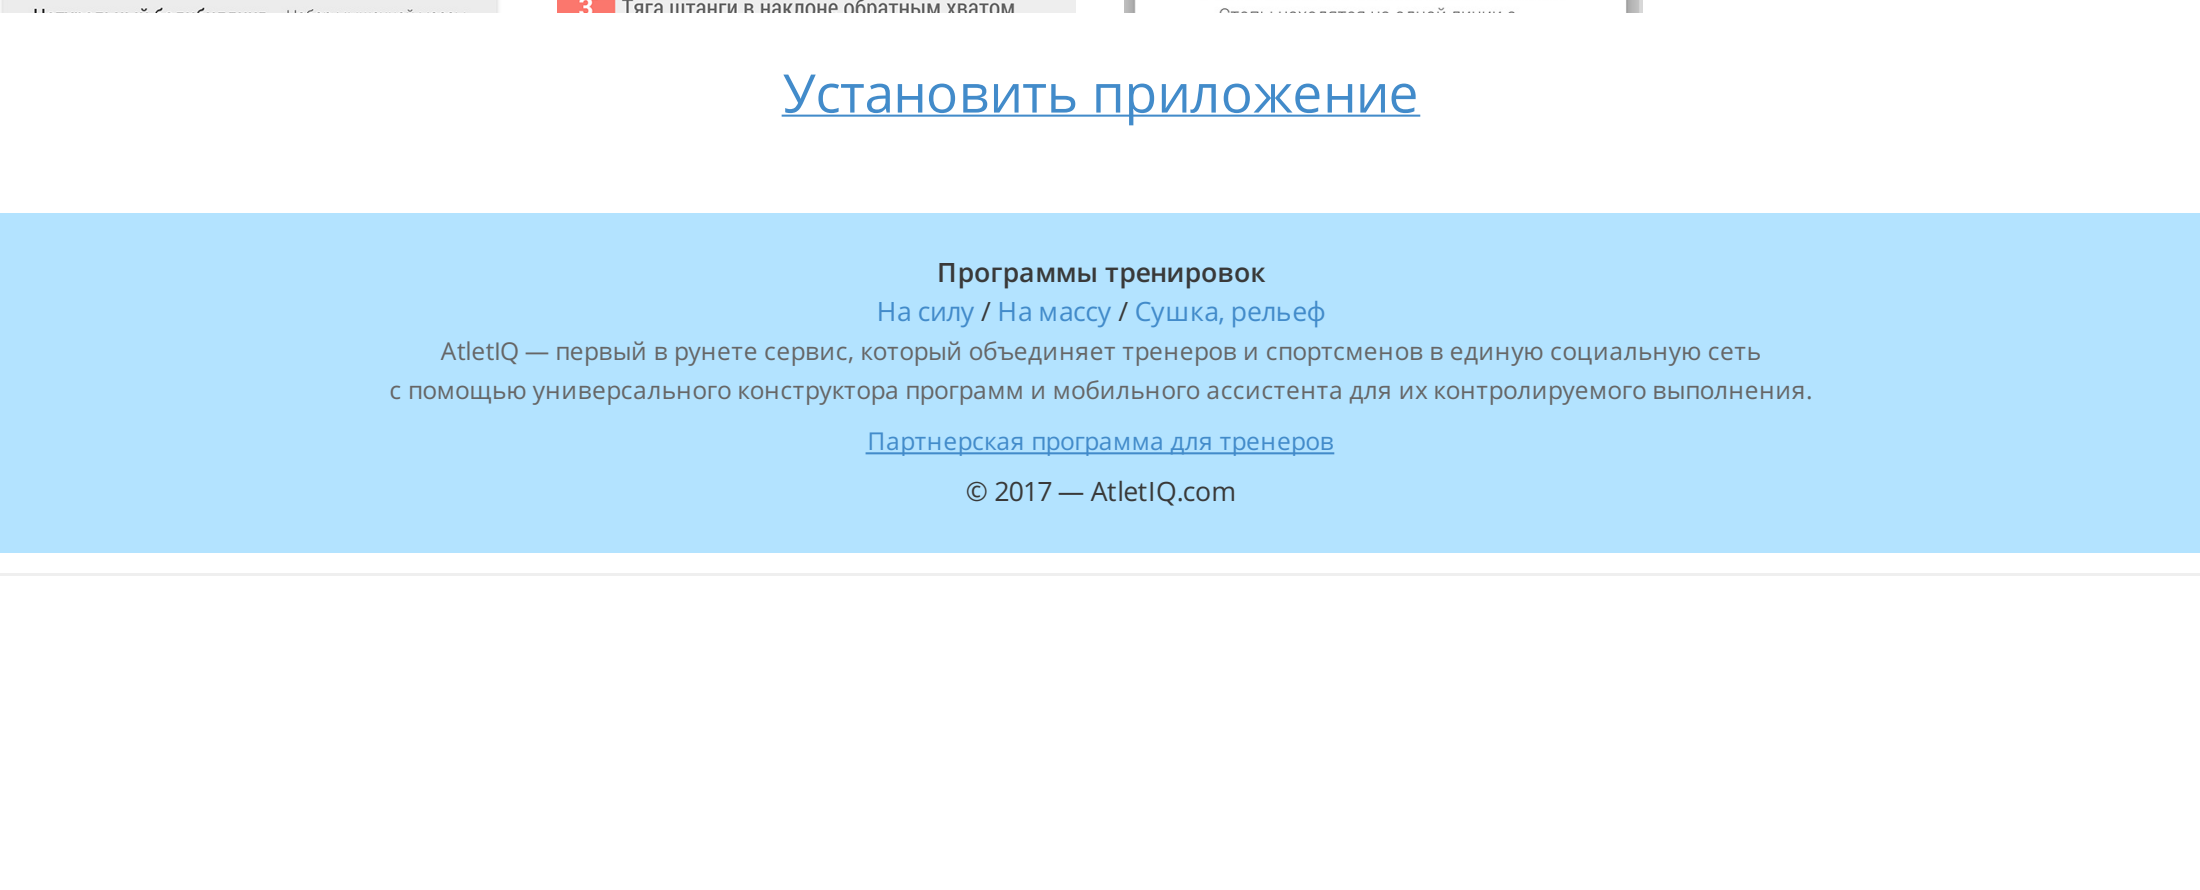 3 Тяга штанги в наклоне обратным хватом
Установить приложение
Программы тренировок
На силу / На массу / Сушка, рельеф
AtletIQ — первый в рунете сервис, который объединяет тренеров и спортсменов в единую социальную сеть
с помощью универсального конструктора программ и мобильного ассистента для их контролируемого выполнения.
Партнерская программа для тренеров
© 2017 — AtletIQ.com